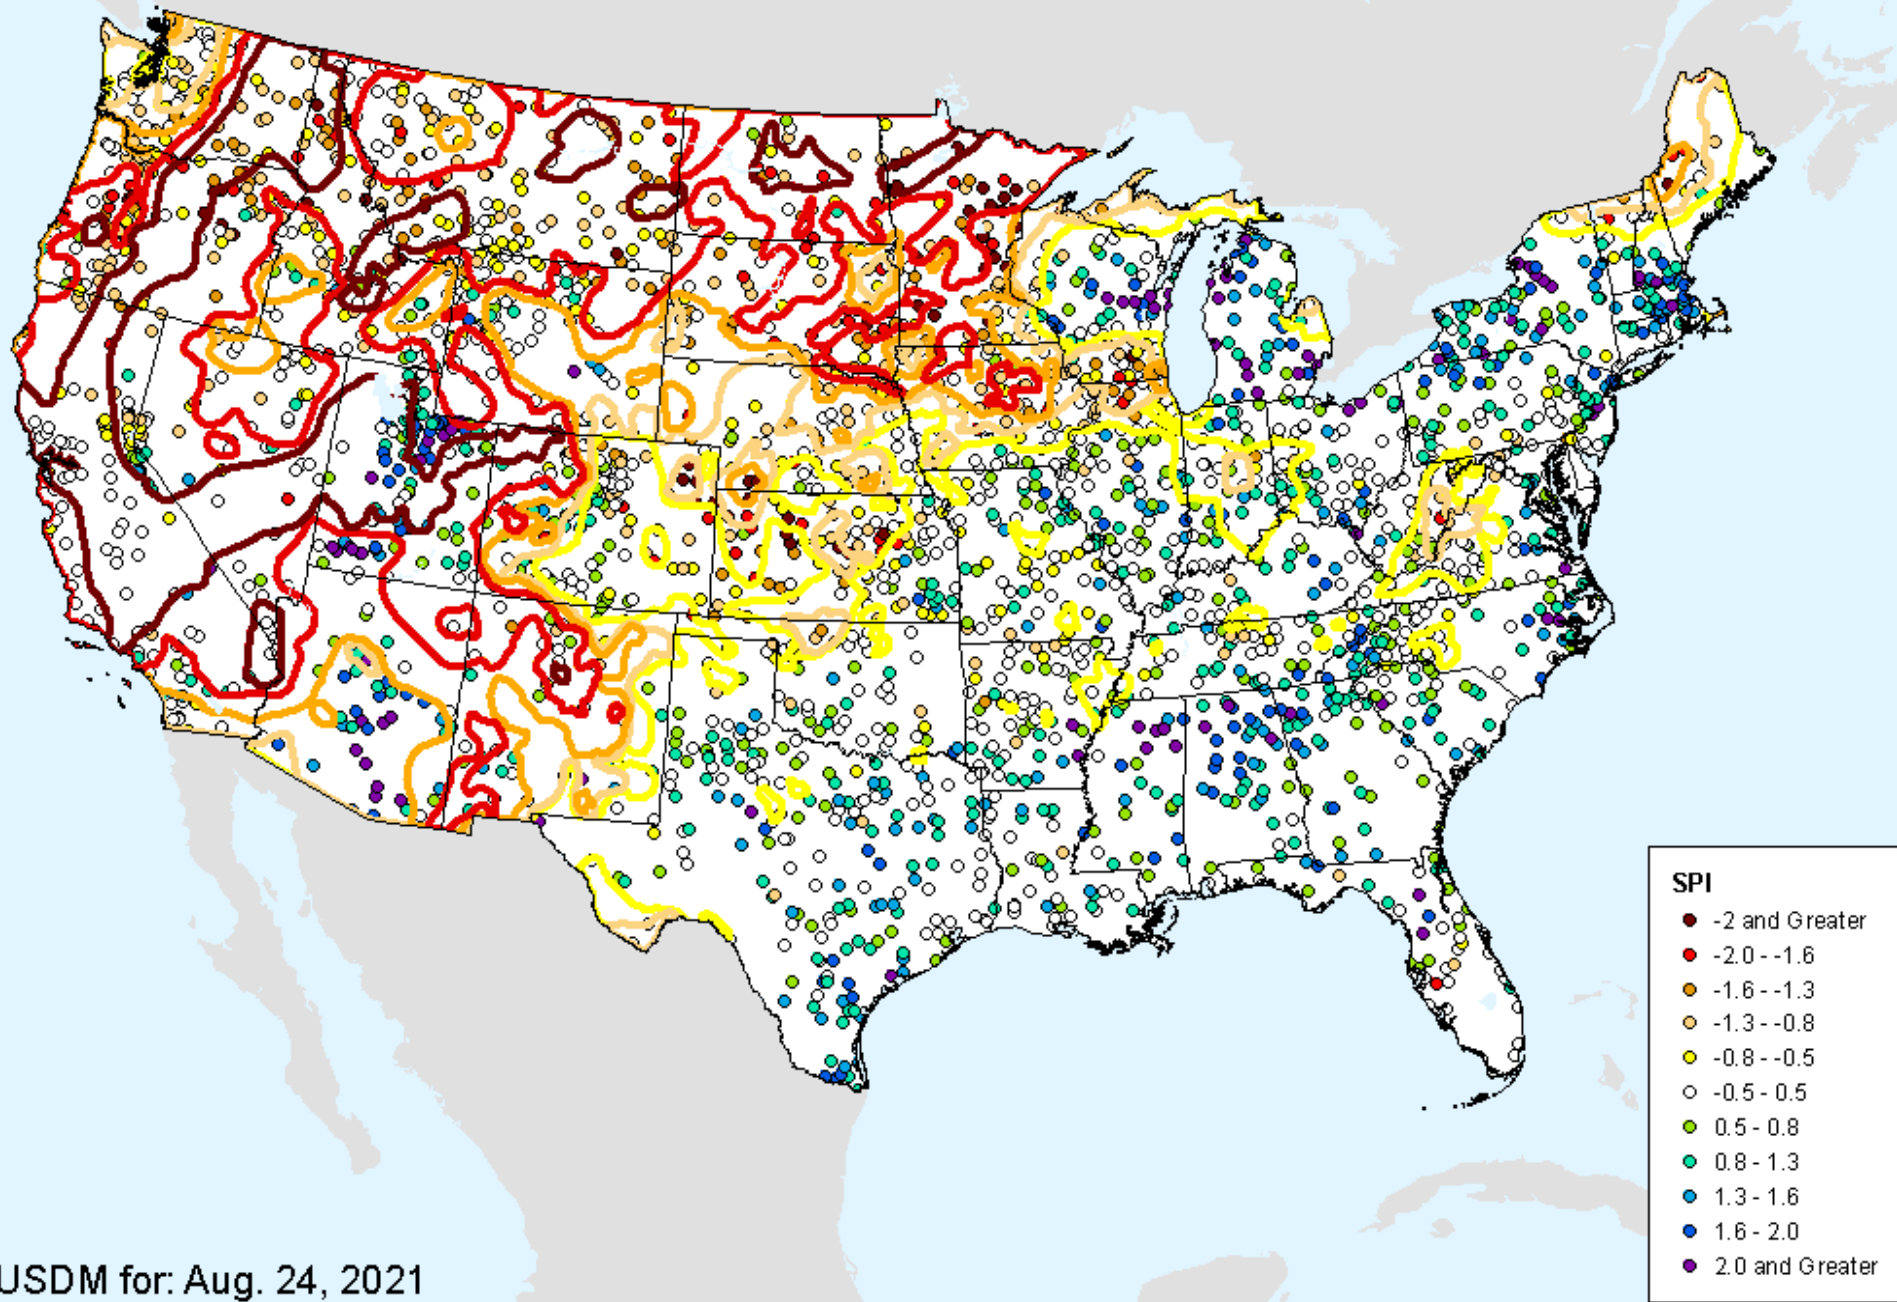 SPI
-2 and Greater
-2.0 - -1.6
-1.6 - -1.3
-1.3 - -0.8
-0.8 - -0.5
-0.5 - 0.5
0.5 - 0.8
0.8 - 1.3
1.3 - 1.6
1.6 - 2.0
2.0 and Greater
USDM for: Aug. 24, 2021